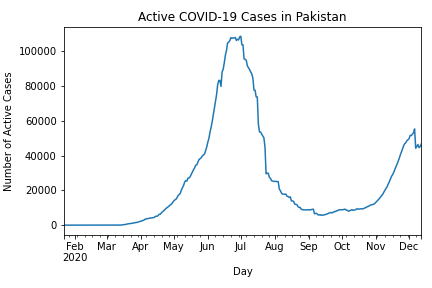 Active COVID-19 Cases in Pakistan
Number of Active Cases
100000
80000
60000
40000
20000
0
Feb Mar Apr May Jun Jul Aug Sep Oct Nov Dec
2020
Day